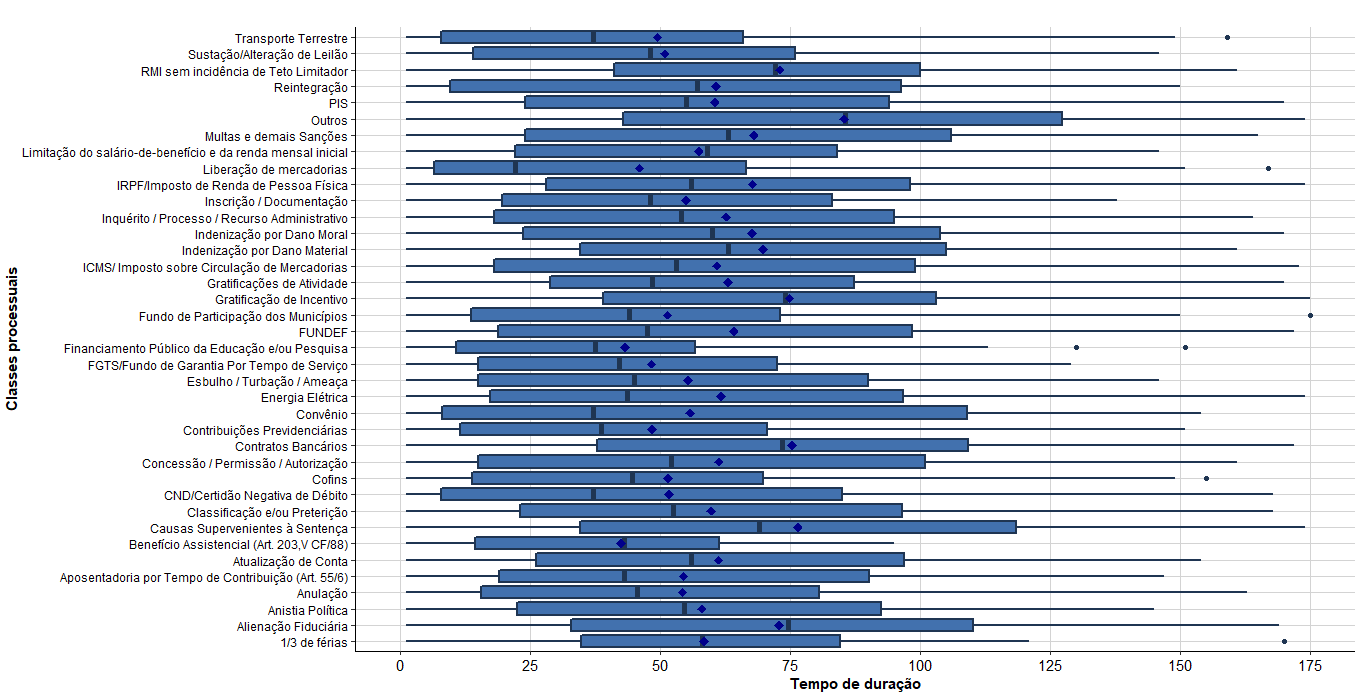 Transporte Terrestre
Sustação/Alteração de Leilão
RMI sem incidência de Teto Limitador
Reintegração
PIS
Outros
Multas e demais Sanções
Limitação do salário-de-benefício e da renda mensal inicial
Liberação de mercadorias
IRPF/Imposto de Renda de Pessoa Física
Inscrição / Documentação
Inquérito / Processo / Recurso Administrativo
Indenização por Dano Moral
Indenização por Dano Material
ICMS/ Imposto sobre Circulação de Mercadorias
Gratificações de Atividade
Gratificação de Incentivo
Fundo de Participação dos Municípios
FUNDEF
Financiamento Público da Educação e/ou Pesquisa
FGTS/Fundo de Garantia Por Tempo de Serviço
Esbulho / Turbação / Ameaça
Energia Elétrica
Convênio
Contribuições Previdenciárias
Contratos Bancários
Concessão / Permissão / Autorização
Cofins
CND/Certidão Negativa de Débito
Classificação e/ou Preterição
Causas Supervenientes à Sentença
Benefício Assistencial (Art. 203,V CF/88)
Atualização de Conta
Aposentadoria por Tempo de Contribuição (Art. 55/6)
Anulação
Anistia Política
Alienação Fiduciária
1/3 de férias
Classes processuais
0 25 50 75 100 125 150 175
Tempo de duração